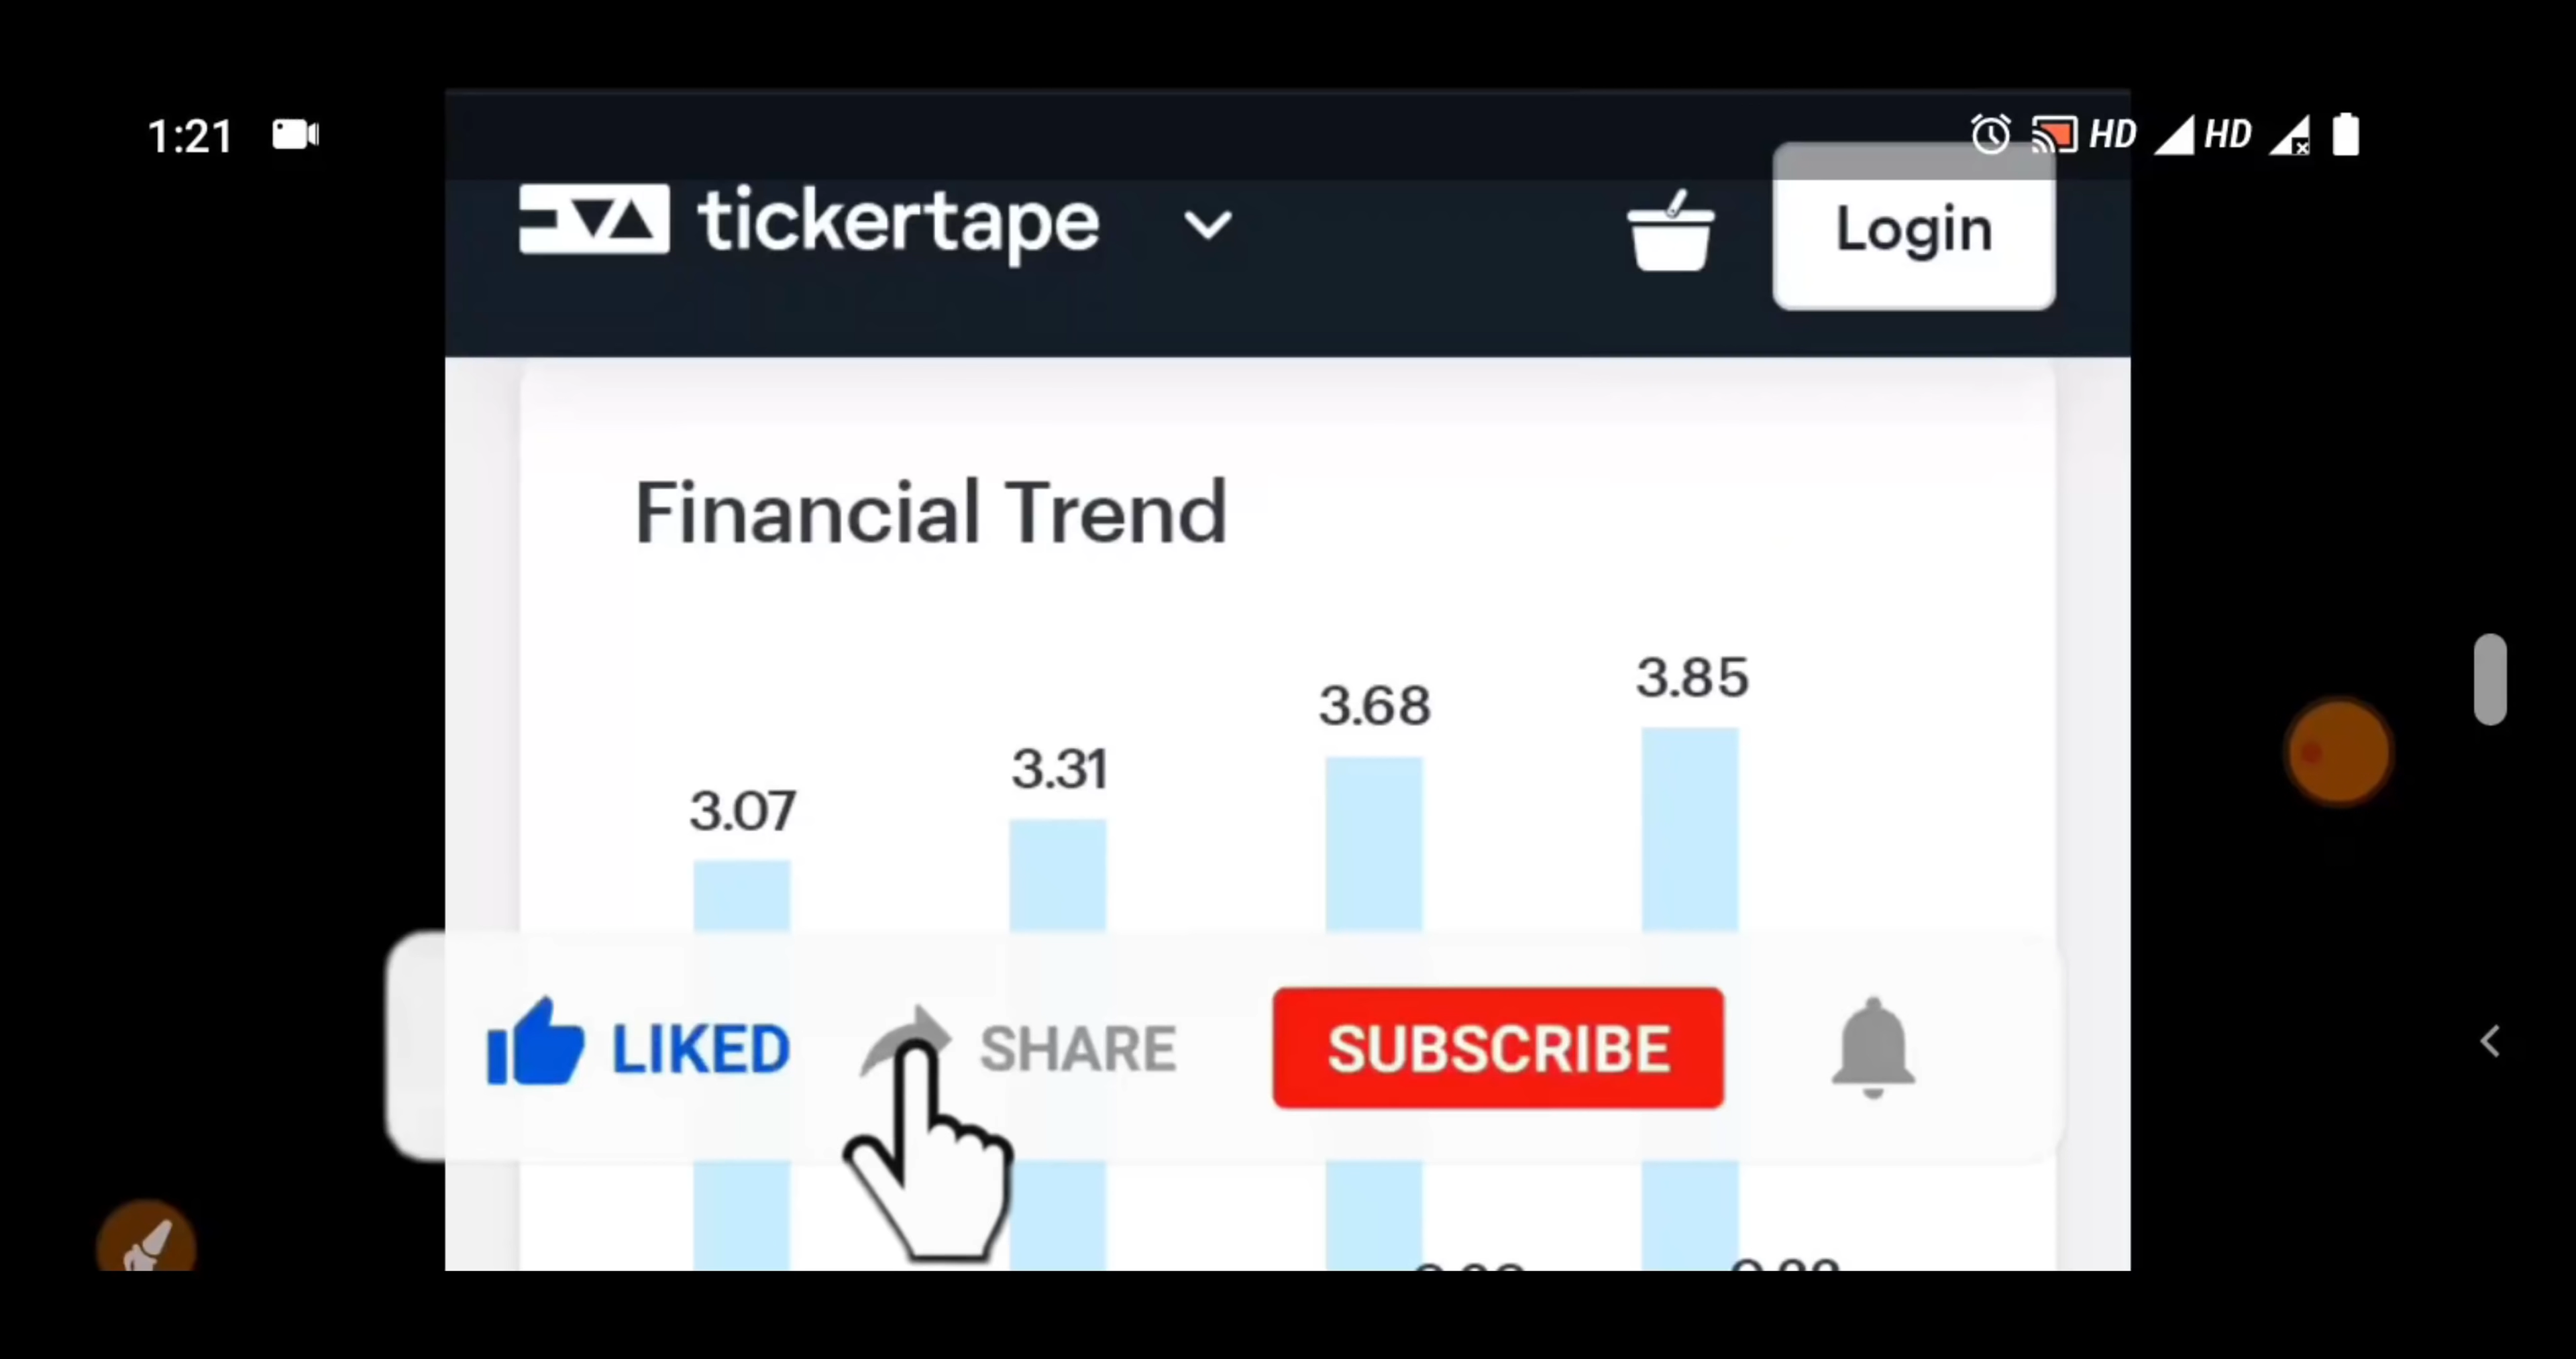 1:21 HD HD
tickertape Login
Financial Trend
3.07 3.31 3.68 3.85
LIKED SHARE SUBSCRIBE